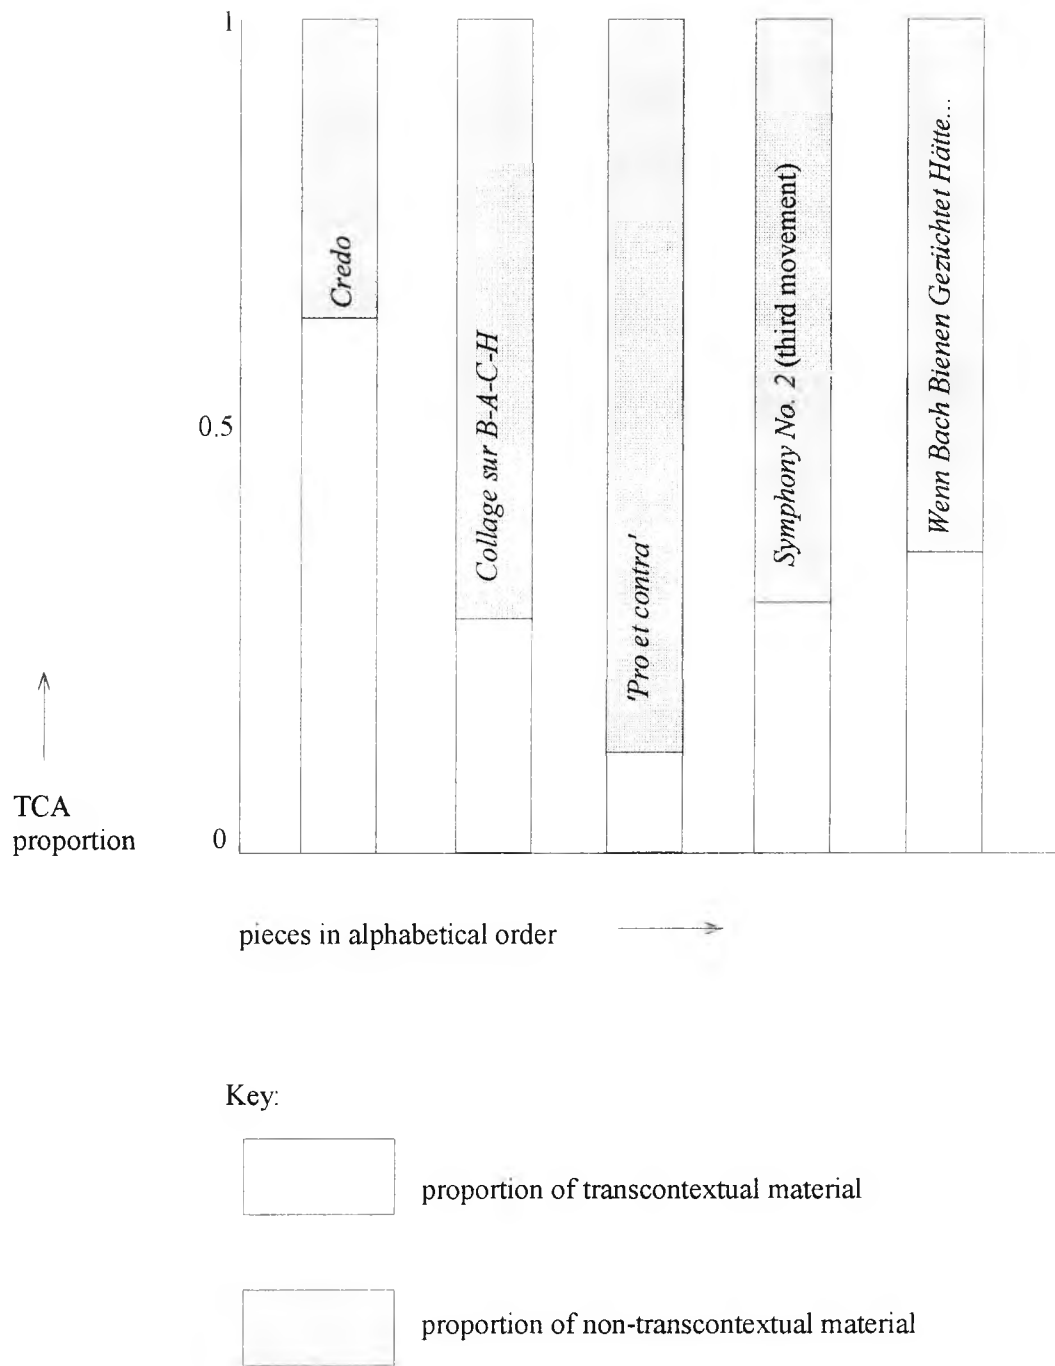 1
0.5
0
TCA
proportion
Credo
Collage sur B-A-C-H
'Pro et contra'
Symphony No. 2 (third movement)
Wenn Bach Bienen Gezüchtet Hätte...
pieces in alphabetical order
Key:
proportion of transcontextual material
proportion of non-transcontextual material